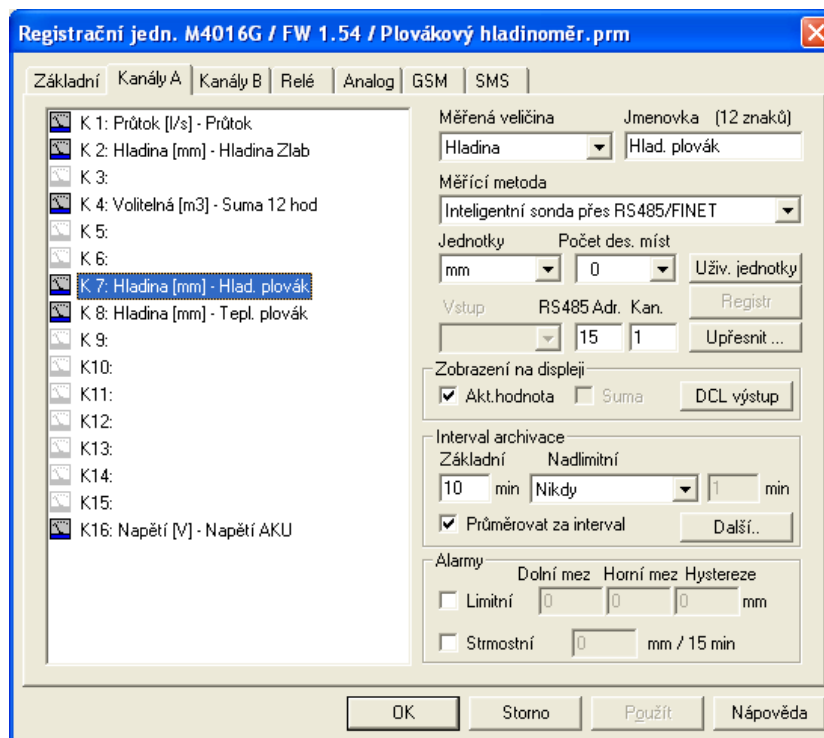 Registrační jedn. M4016G / FW 1.54 / Plovákový hladinoměr.prm
Základní Kanály A Kanály B Relé Analog GSM SMS
K 1: Průtok [l/s] - Průtok
K 2: Hladina [mm] - Hladina Zlab
K 3:
K 4: Volitelná [m3] - Suma 12 hod
K 5:
K 6:
K 7: Hladina [mm] - Hlad. plovák
K 8: Hladina [mm] - Tepl. plovák
K 9:
K10:
K11:
K12:
K13:
K14:
K15:
K16: Napětí [V] - Napětí AKU
Měřená veličina Jmenovka (12 znaků)
Hladina Hlad. plovák
Měřící metoda
Inteligentní sonda přes RS485/FINET
Jednotky Počet des. míst
mm 0 Uživ. jednotky
Vstup RS485 Adr. Kan. Registr
15 1 Upřesnit ...
Zobrazení na displeji
Akt.hodnota Suma DCL výstup
Interval archivace
Základní Nadlimitní
10 min Nikdy 1 min
Průměrovat za interval Další..
Alarmy
Dolní mez Horní mez Hystereze
Limitní 0 0 0 mm
Strmostní 0 mm / 15 min
OK Storno Použít Nápověda